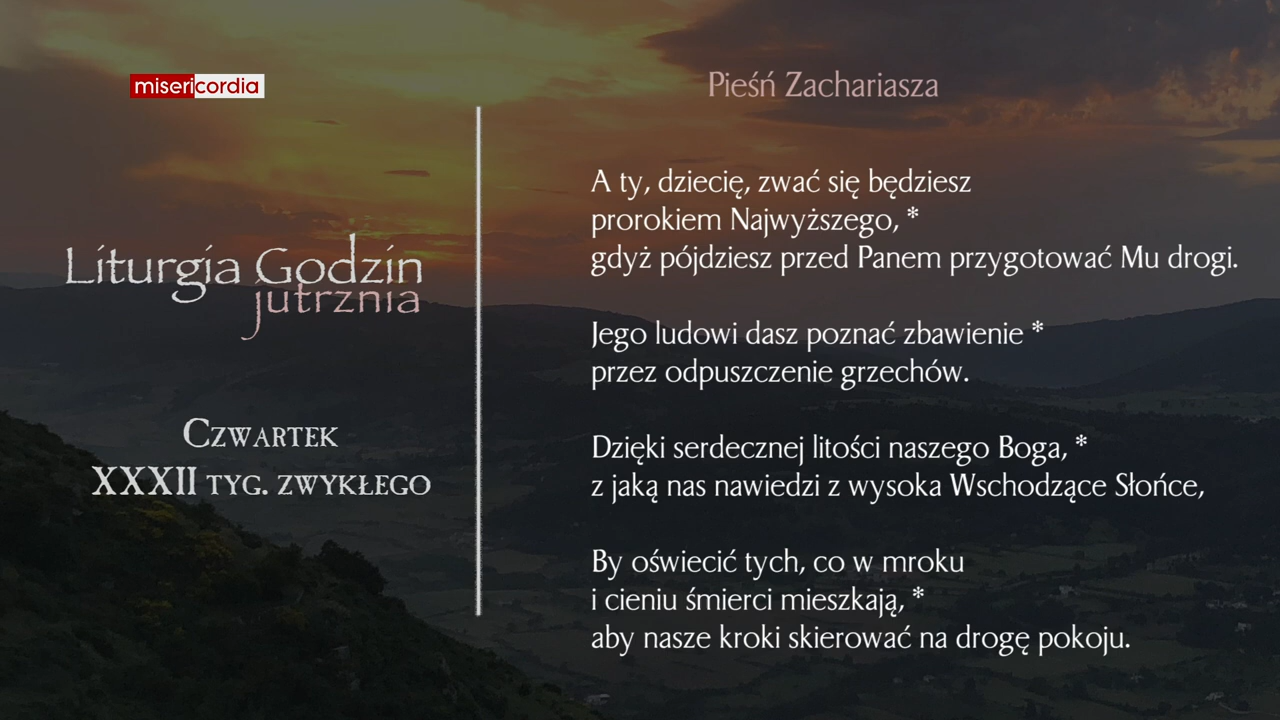 misericordia
Liturgia Godzin
jutrznia
Czwartek
XXXII tyg. zwykłego
Pieśń Zachariasza
A ty, dziecię, zwać się będziesz
prorokiem Najwyższego, *
gdyż pójdziesz przed Panem przygotować Mu drogi.
Jego ludowi dasz poznać zbawienie *
przez odpuszczenie grzechów.
Dzięki serdecznej litości naszego Boga, *
z jaką nas nawiedzi z wysoka Wschodzące Słońce,
By oświecić tych, co w mroku
i cieniu śmierci mieszkają, *
aby nasze kroki skierować na drogę pokoju.